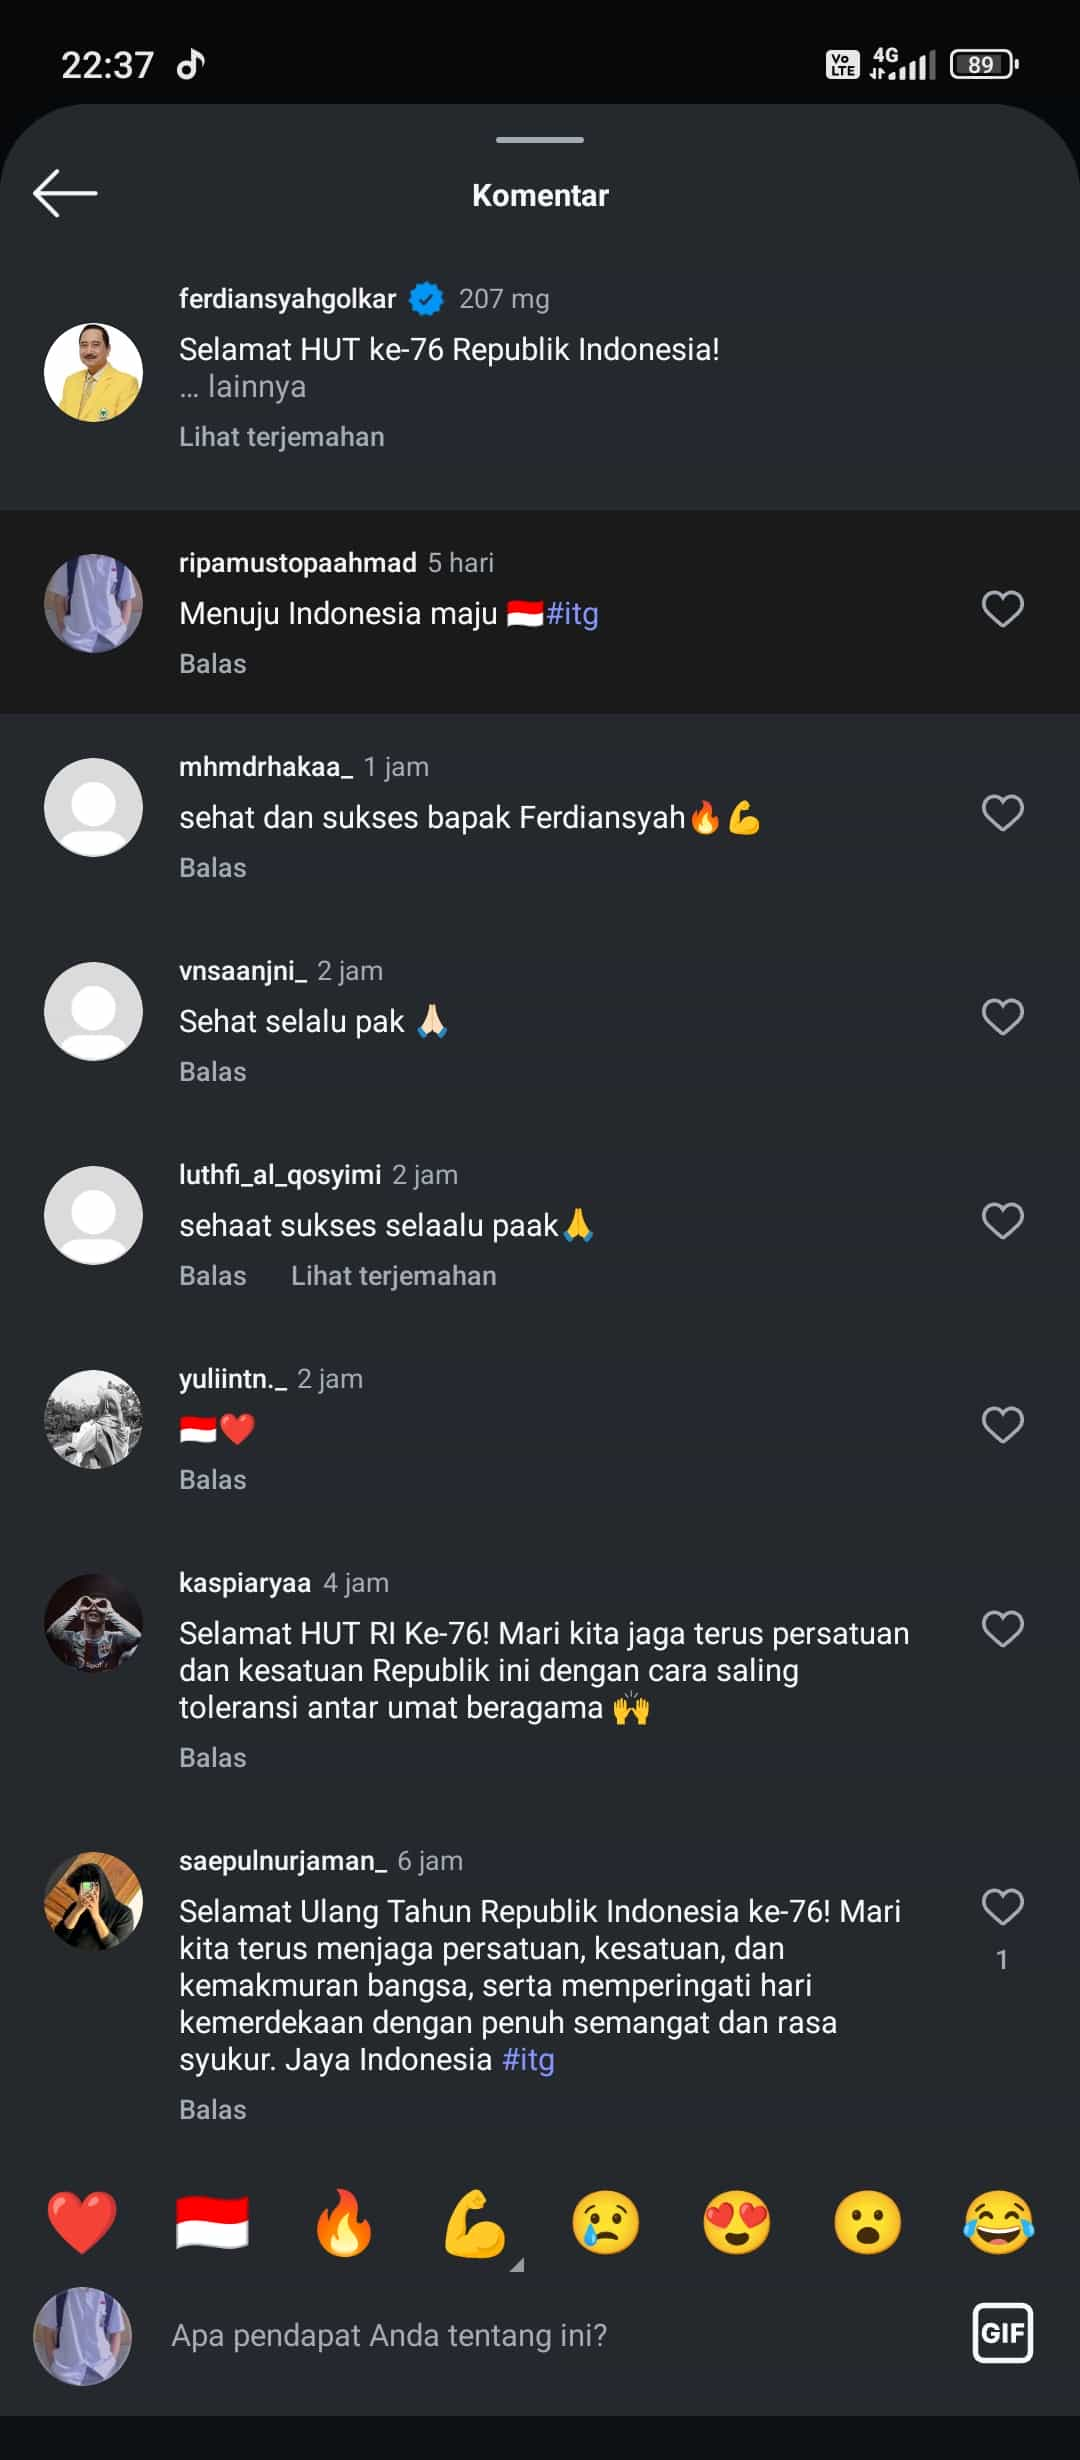 22:37
Vo LTE 4G 89
Komentar
ferdiansyahgolkar 207 mg
Selamat HUT ke-76 Republik Indonesia!
... lainnya
Lihat terjemahan
ripamustopaahmad 5 hari
Menuju Indonesia maju 🇮🇩#itg
Balas
mhmdrhakaa_ 1 jam
sehat dan sukses bapak Ferdiansyah🔥💪
Balas
vnsaanjni_ 2 jam
Sehat selalu pak 🙏🏻
Balas
luthfi_al_qosyimi 2 jam
sehaat sukses selaalu paak🙏
Balas Lihat terjemahan
yuliintn._ 2 jam
🇮🇩❤️
Balas
kaspiaryaa 4 jam
Selamat HUT RI Ke-76! Mari kita jaga terus persatuan
dan kesatuan Republik ini dengan cara saling
toleransi antar umat beragama 🙌
Balas
saepulnurjaman_ 6 jam
Selamat Ulang Tahun Republik Indonesia ke-76! Mari
kita terus menjaga persatuan, kesatuan, dan
kemakmuran bangsa, serta memperingati hari
kemerdekaan dengan penuh semangat dan rasa
syukur. Jaya Indonesia #itg
1
Balas
❤️ 🇮🇩 🔥 💪 😢 😍 😮 😂
Apa pendapat Anda tentang ini?
GIF